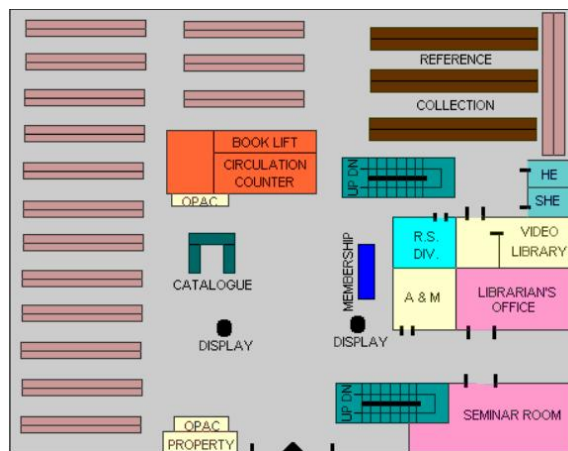 REFERENCE
COLLECTION
BOOK LIFT
CIRCULATION
COUNTER
OPAC
UP DN
HE
SHE
R.S.
DIV.
VIDEO
LIBRARY
MEMBERSHIP
CATALOGUE
A & M
LIBRARIAN'S
OFFICE
DISPLAY
DISPLAY
UP DN
SEMINAR ROOM
OPAC
PROPERTY